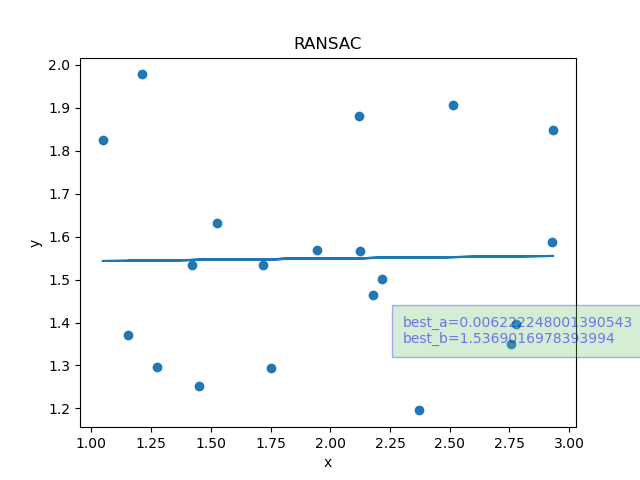 RANSAC
2.0
1.9
1.8
1.7
1.6
1.5
1.4
1.3
1.2
y
best_a=0.006222248001390543
best_b=1.5369016978393994
1.00 1.25 1.50 1.75 2.00 2.25 2.50 2.75 3.00
x